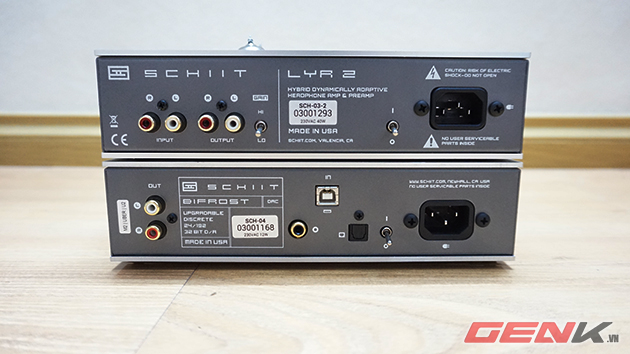 SCHIIT
LYR 2
CAUTION: RISK OF ELECTRIC
SHOCK-DO NOT OPEN
HYBRID DYNAMICALLY ADAPTIVE
HEADPHONE AMP & PREAMP
R L R L GAIN
HI
LO
INPUT OUTPUT
SCH-03-2
03001293
230VAC 40W
MADE IN USA
SCHIIT.COM, VALENCIA, CA
I
O
NO USER SERVICEABLE
PARTS INSIDE
CE
OUT
L
R
SCHIIT
BIFROST DAC
UPGRADABLE
DISCRETE
24/192
32 BIT D/A
MADE IN USA
SCH-04
03001168
230VAC 12W
IN
I
O
WWW.SCHIIT.COM, NEWHALL, CA USA
NO USER SERVICEABLE PARTS INSIDE
GENK.VN